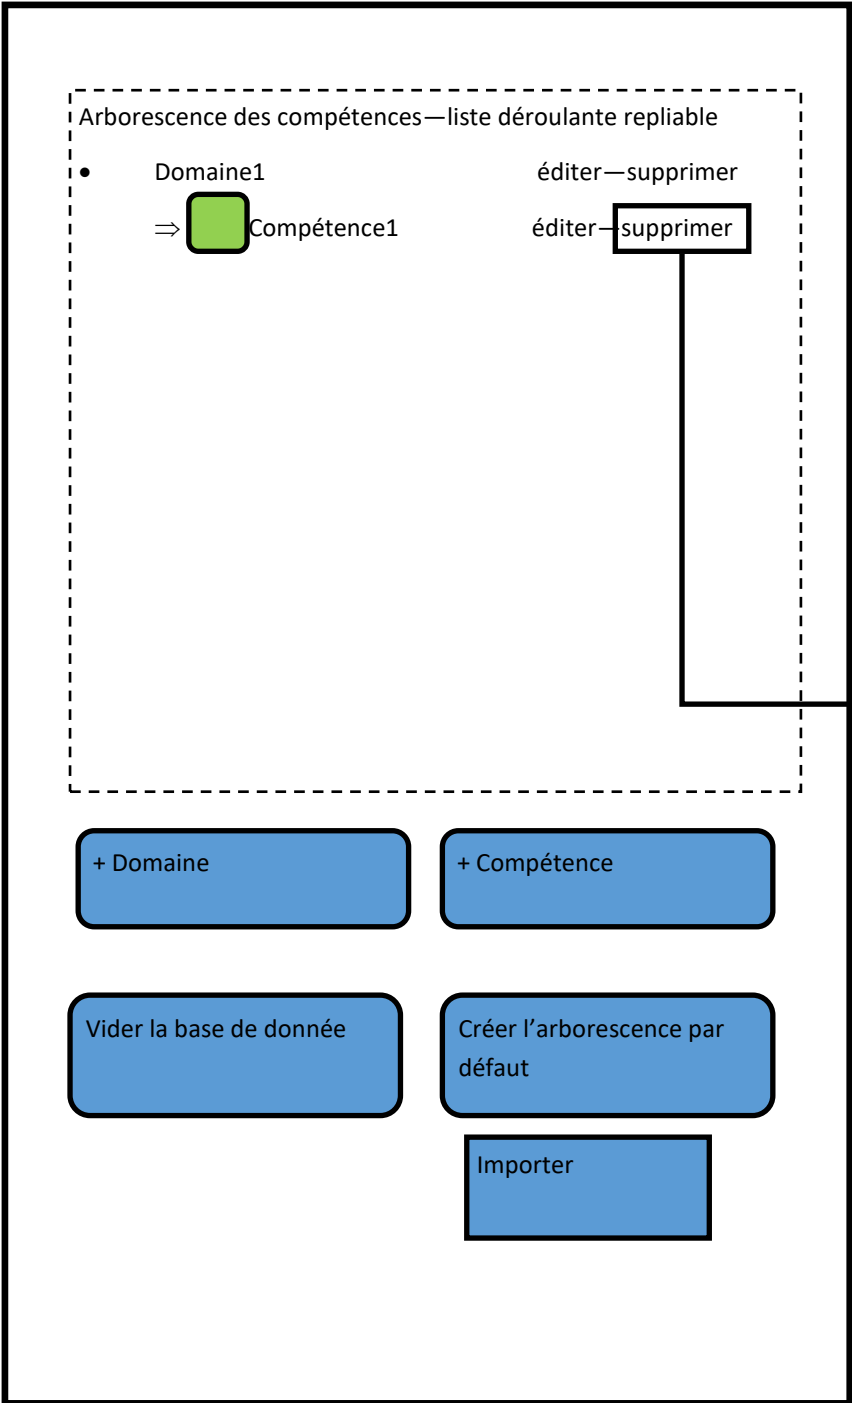 Arborescence des compétences—liste déroulante repliable
• Domaine1 éditer—supprimer
⇒ Compétence1 éditer—supprimer
+ Domaine
+ Compétence
Vider la base de donnée
Créer l’arborescence par
défaut
Importer